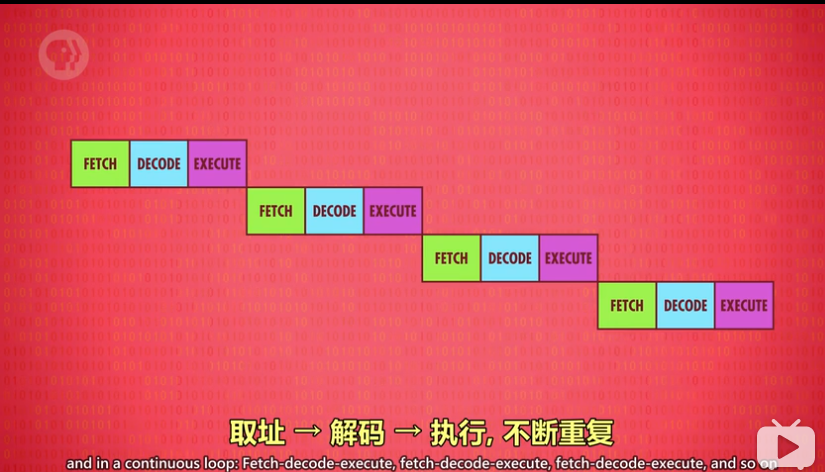 FETCH DECODE EXECUTE
FETCH DECODE EXECUTE
FETCH DECODE EXECUTE
FETCH DECODE EXECUTE
取址 → 解码 → 执行, 不断重复
and in a continuous loop: Fetch-decode-execute, fetch-decode-execute, fetch-decode-execute, and so on